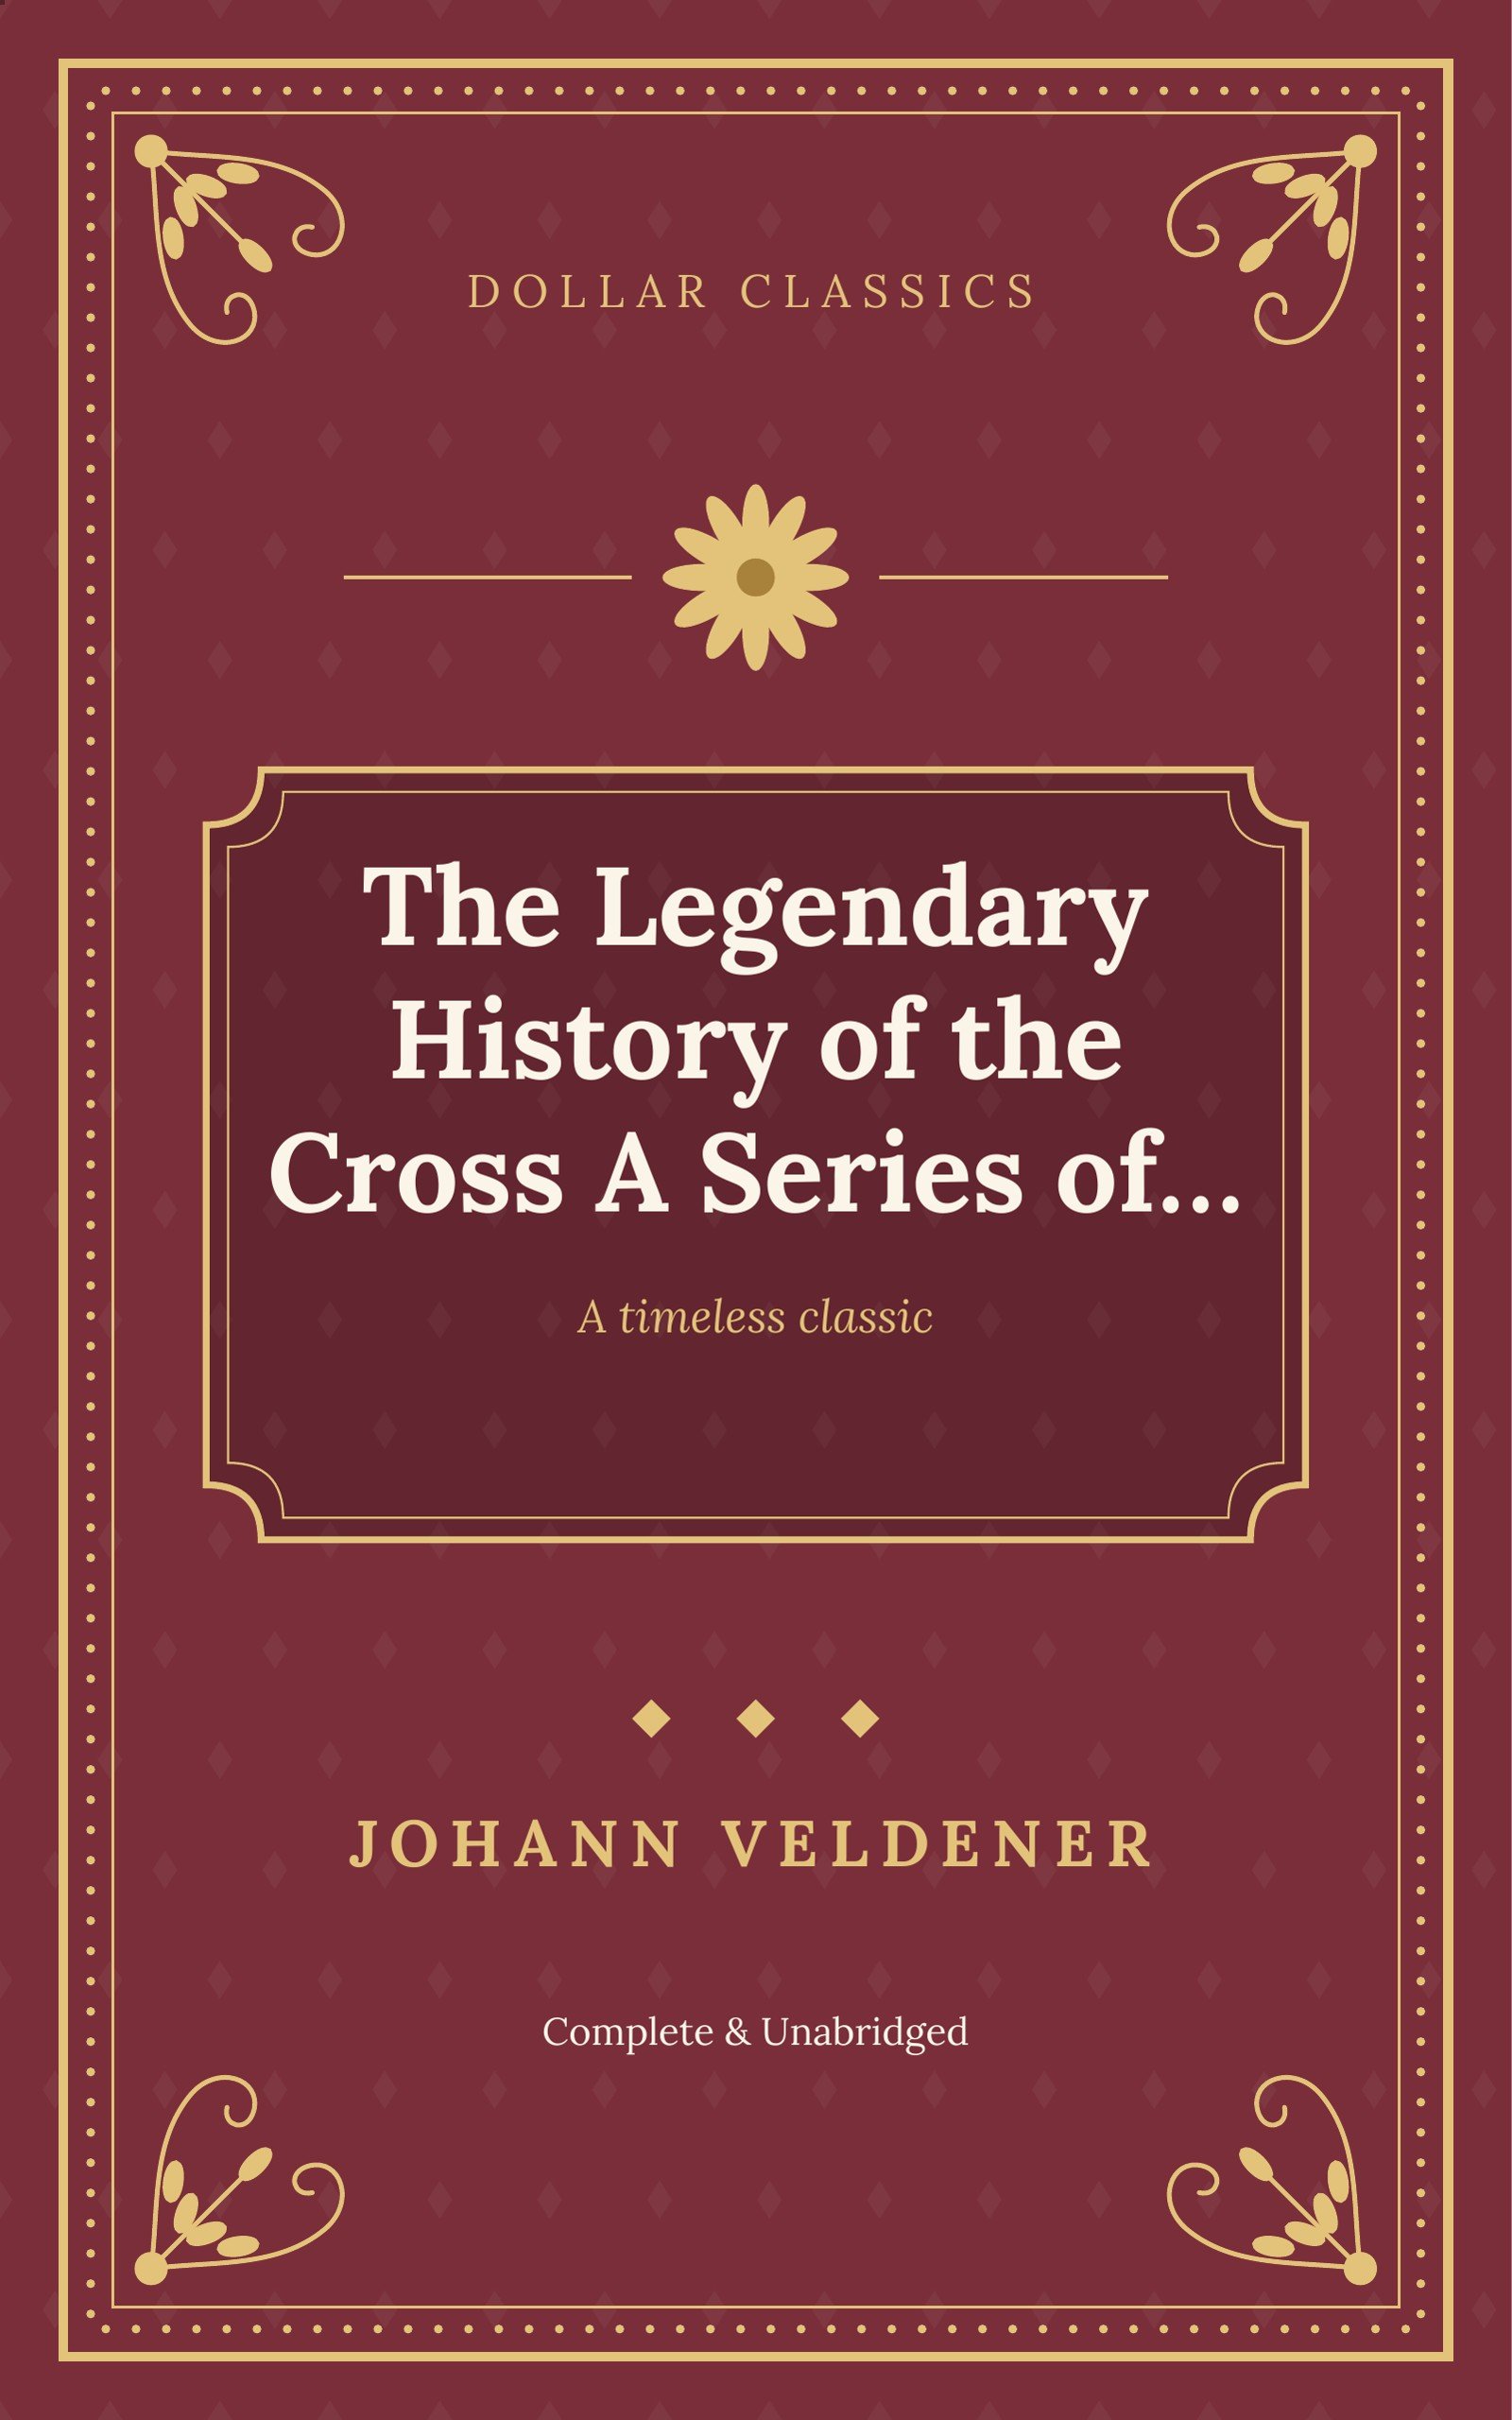 DOLLAR CLASSICS
The Legendary
History of the
Cross A Series of...
A timeless classic
JOHANN VELDENER
Complete & Unabridged